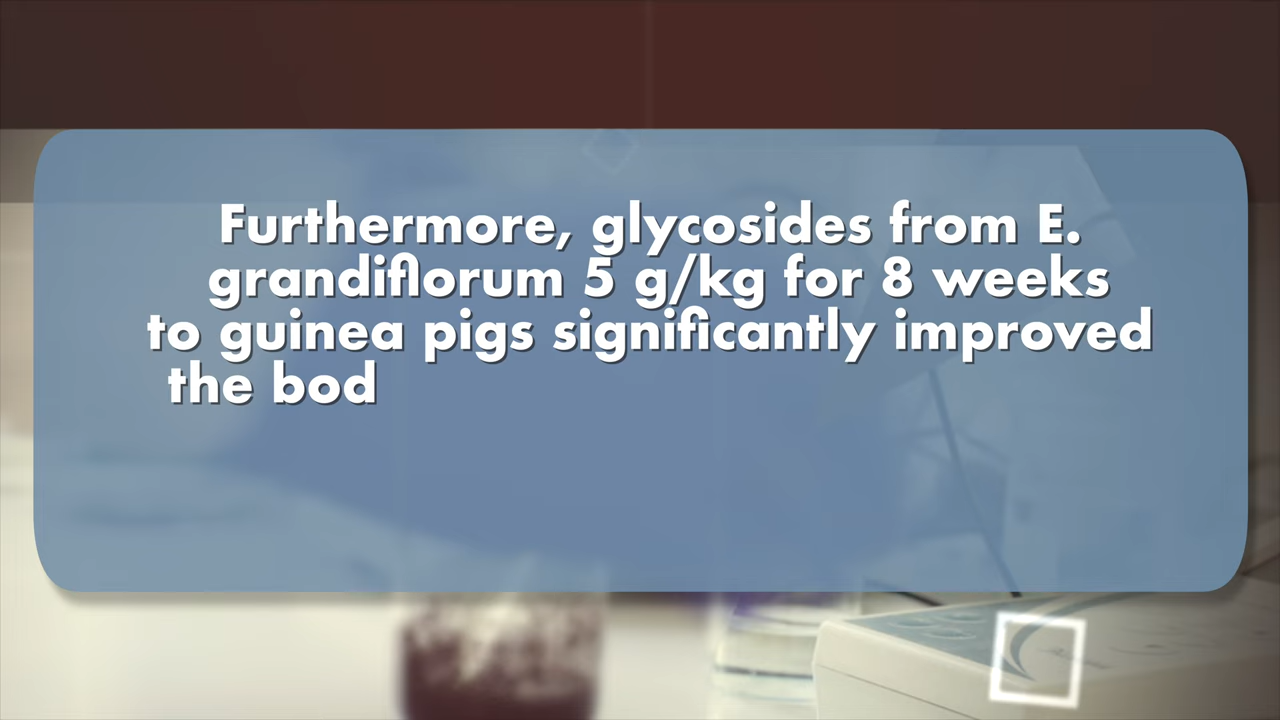 Furthermore, glycosides from E.
grandiflorum 5 g/kg for 8 weeks
to guinea pigs significantly improved
the bod